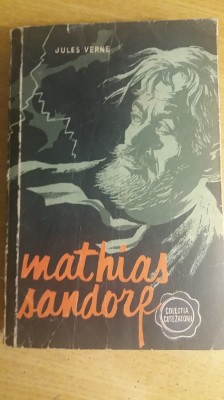 JULES VERNE
mathias
sandorf
COLECȚIA
CUTEZĂTORII